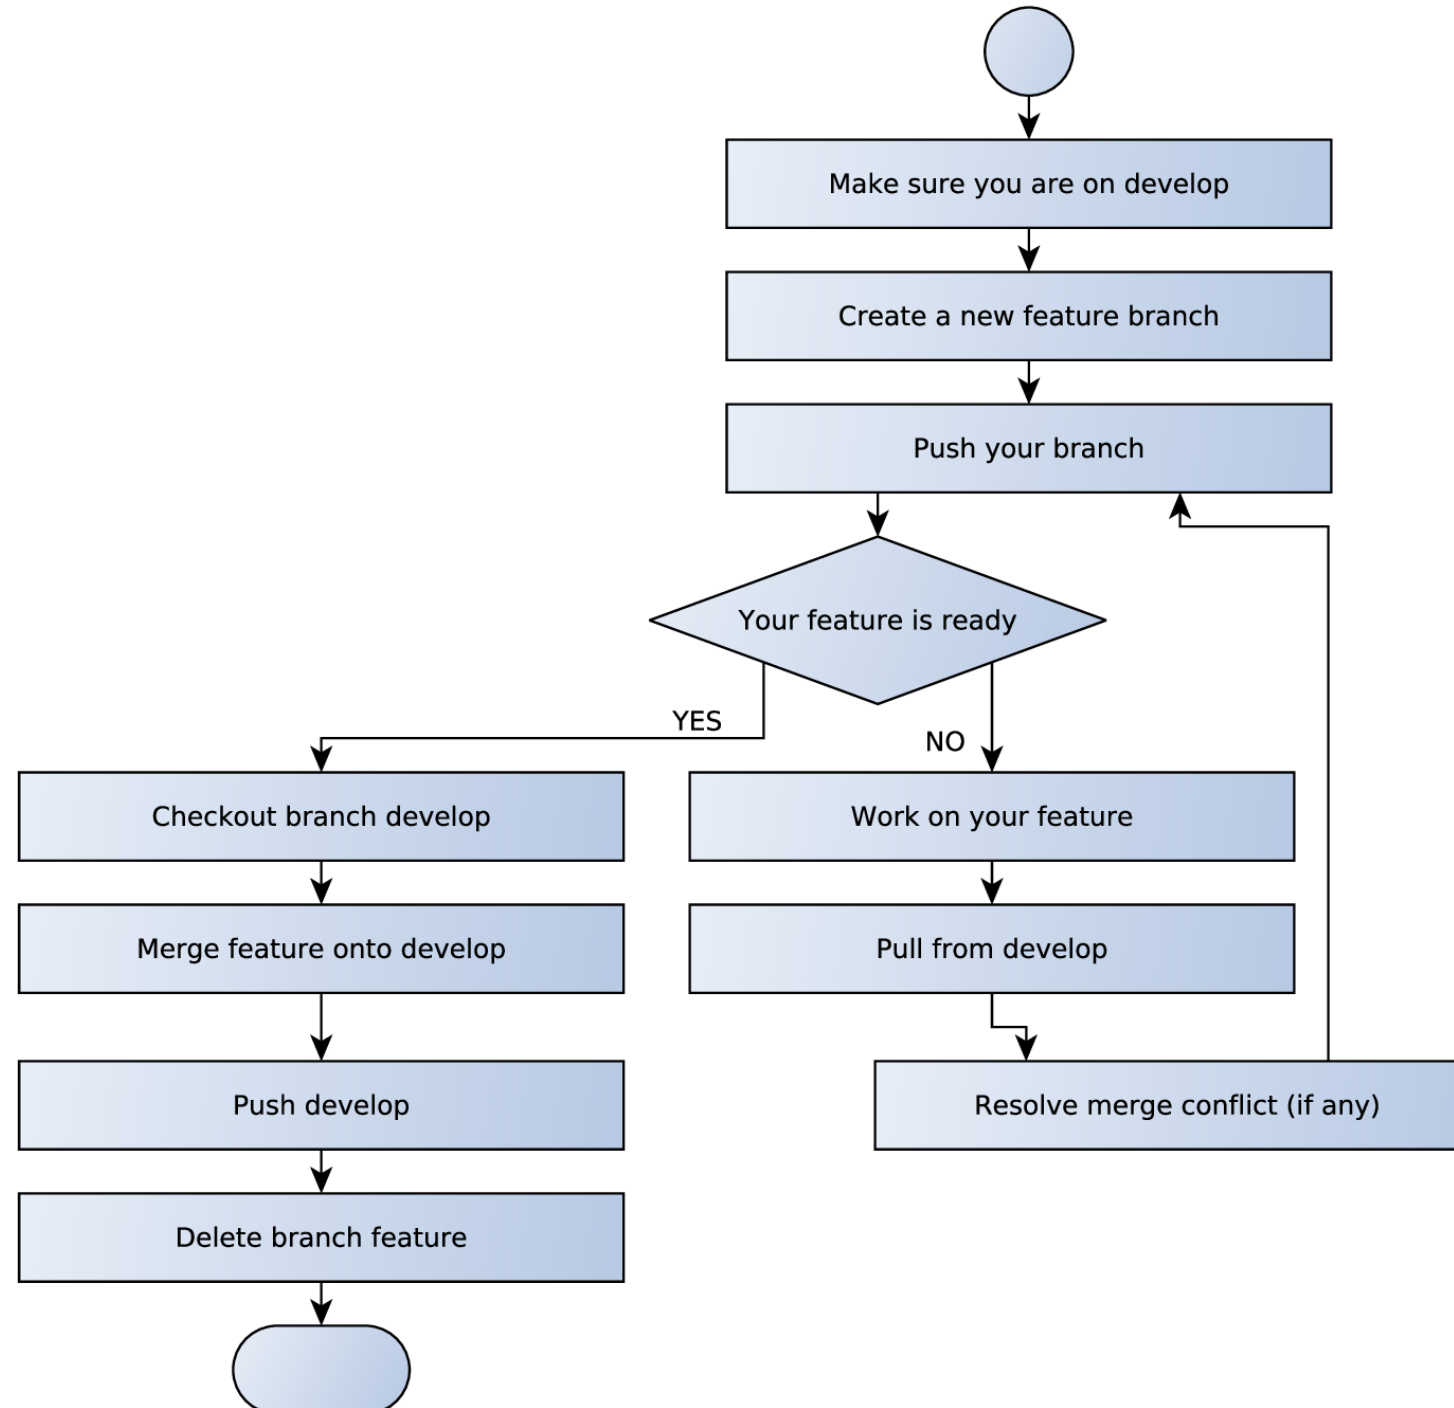 Make sure you are on develop
Create a new feature branch
Push your branch
Your feature is ready
YES
NO
Checkout branch develop
Work on your feature
Merge feature onto develop
Pull from develop
Push develop
Resolve merge conflict (if any)
Delete branch feature